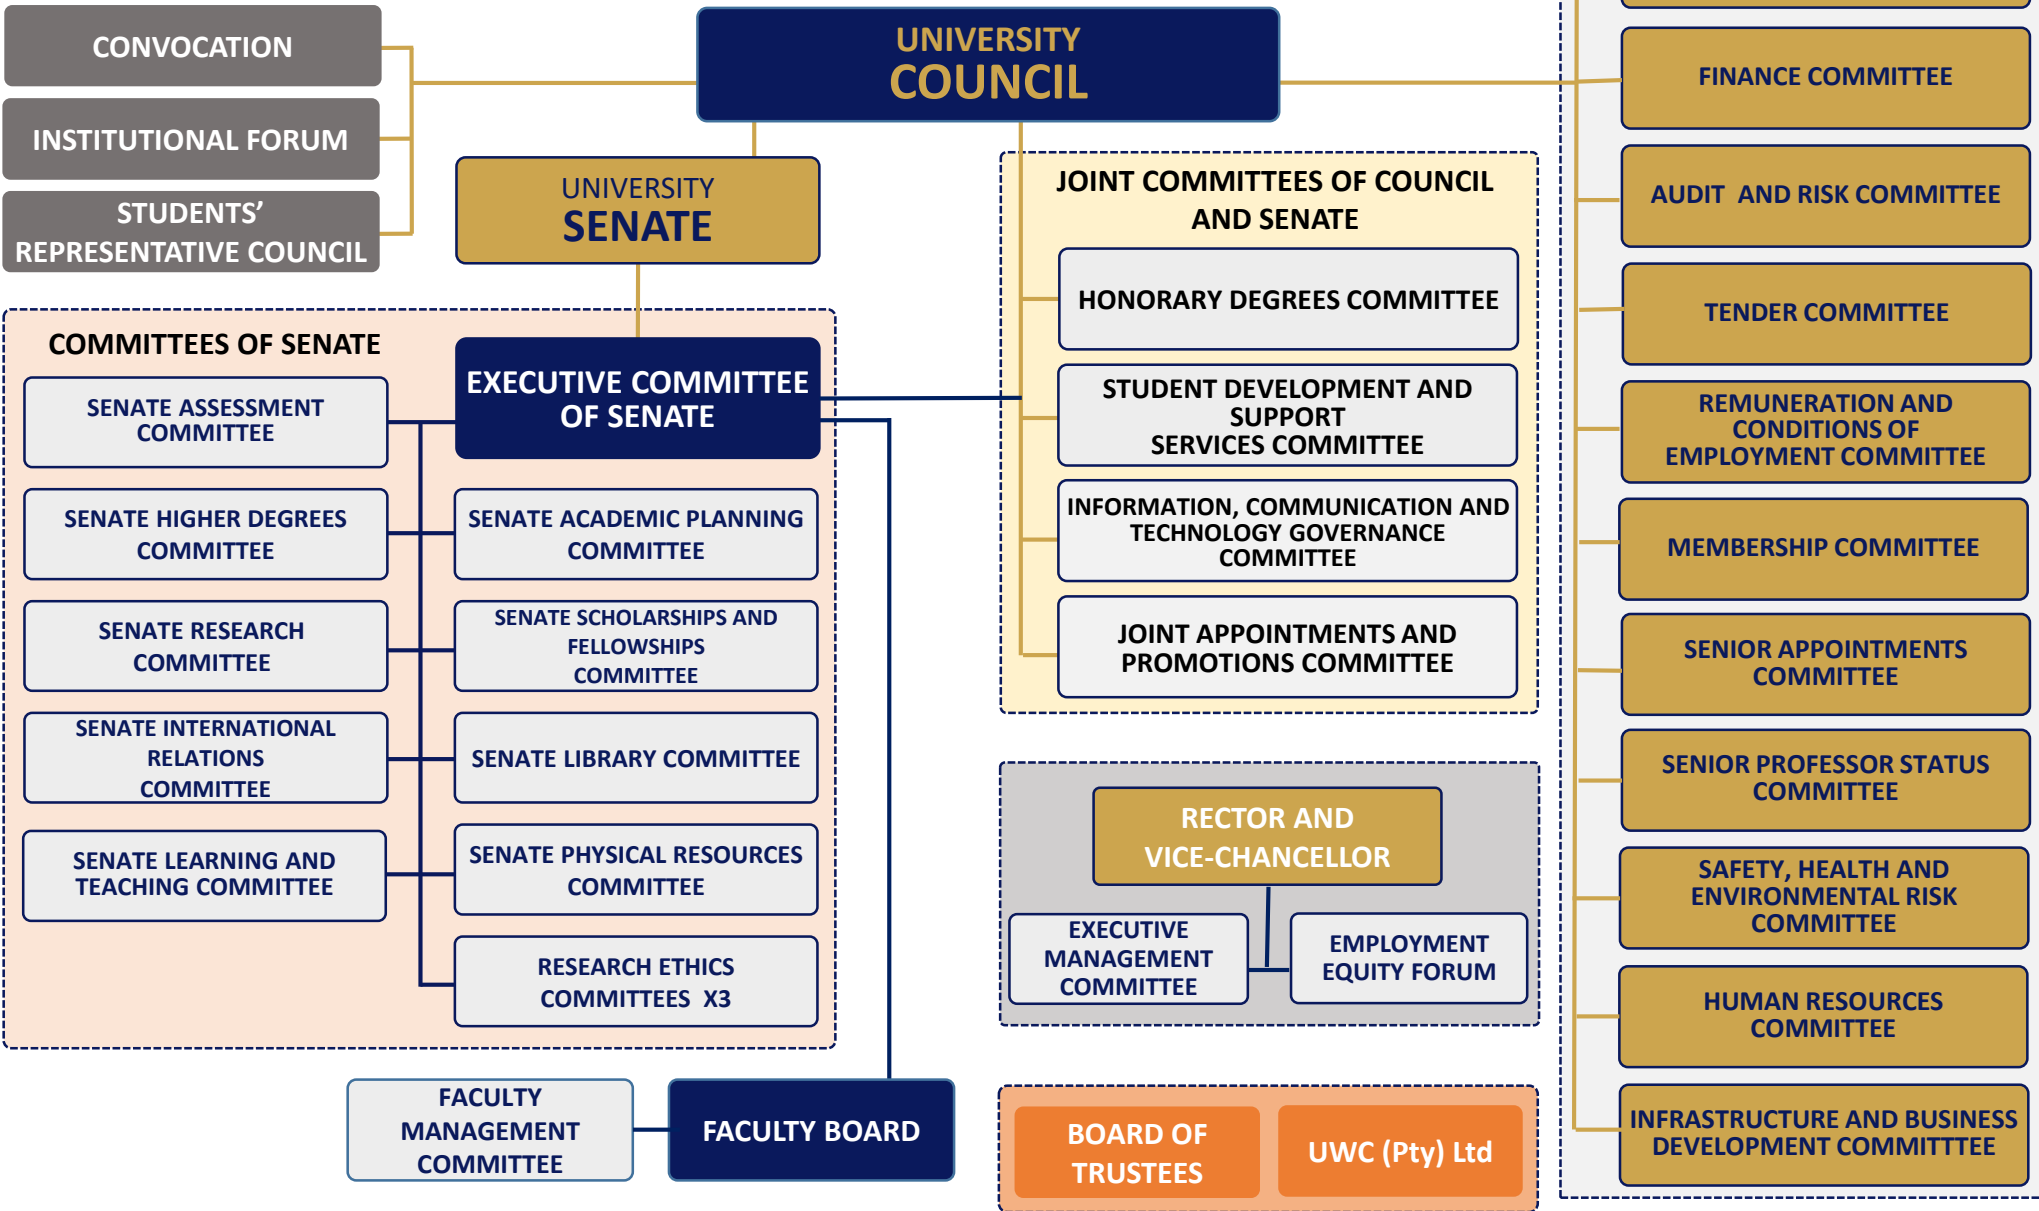 CONVOCATION
INSTITUTIONAL FORUM
STUDENTS’
REPRESENTATIVE COUNCIL
UNIVERSITY
COUNCIL
UNIVERSITY
SENATE
COMMITTEES OF SENATE
EXECUTIVE COMMITTEE
OF SENATE
SENATE ASSESSMENT
COMMITTEE
SENATE HIGHER DEGREES
COMMITTEE
SENATE ACADEMIC PLANNING
COMMITTEE
SENATE RESEARCH
COMMITTEE
SENATE SCHOLARSHIPS AND
FELLOWSHIPS
COMMITTEE
SENATE INTERNATIONAL
RELATIONS
COMMITTEE
SENATE LIBRARY COMMITTEE
SENATE LEARNING AND
TEACHING COMMITTEE
SENATE PHYSICAL RESOURCES
COMMITTEE
RESEARCH ETHICS
COMMITTEES X3
FACULTY
MANAGEMENT
COMMITTEE
FACULTY BOARD
JOINT COMMITTEES OF COUNCIL
AND SENATE
HONORARY DEGREES COMMITTEE
STUDENT DEVELOPMENT AND
SUPPORT
SERVICES COMMITTEE
INFORMATION, COMMUNICATION AND
TECHNOLOGY GOVERNANCE
COMMITTEE
JOINT APPOINTMENTS AND
PROMOTIONS COMMITTEE
RECTOR AND
VICE-CHANCELLOR
EXECUTIVE
MANAGEMENT
COMMITTEE
EMPLOYMENT
EQUITY FORUM
BOARD OF
TRUSTEES
UWC (Pty) Ltd
FINANCE COMMITTEE
AUDIT AND RISK COMMITTEE
TENDER COMMITTEE
REMUNERATION AND
CONDITIONS OF
EMPLOYMENT COMMITTEE
MEMBERSHIP COMMITTEE
SENIOR APPOINTMENTS
COMMITTEE
SENIOR PROFESSOR STATUS
COMMITTEE
SAFETY, HEALTH AND
ENVIRONMENTAL RISK
COMMITTEE
HUMAN RESOURCES
COMMITTEE
INFRASTRUCTURE AND BUSINESS
DEVELOPMENT COMMITTTEE